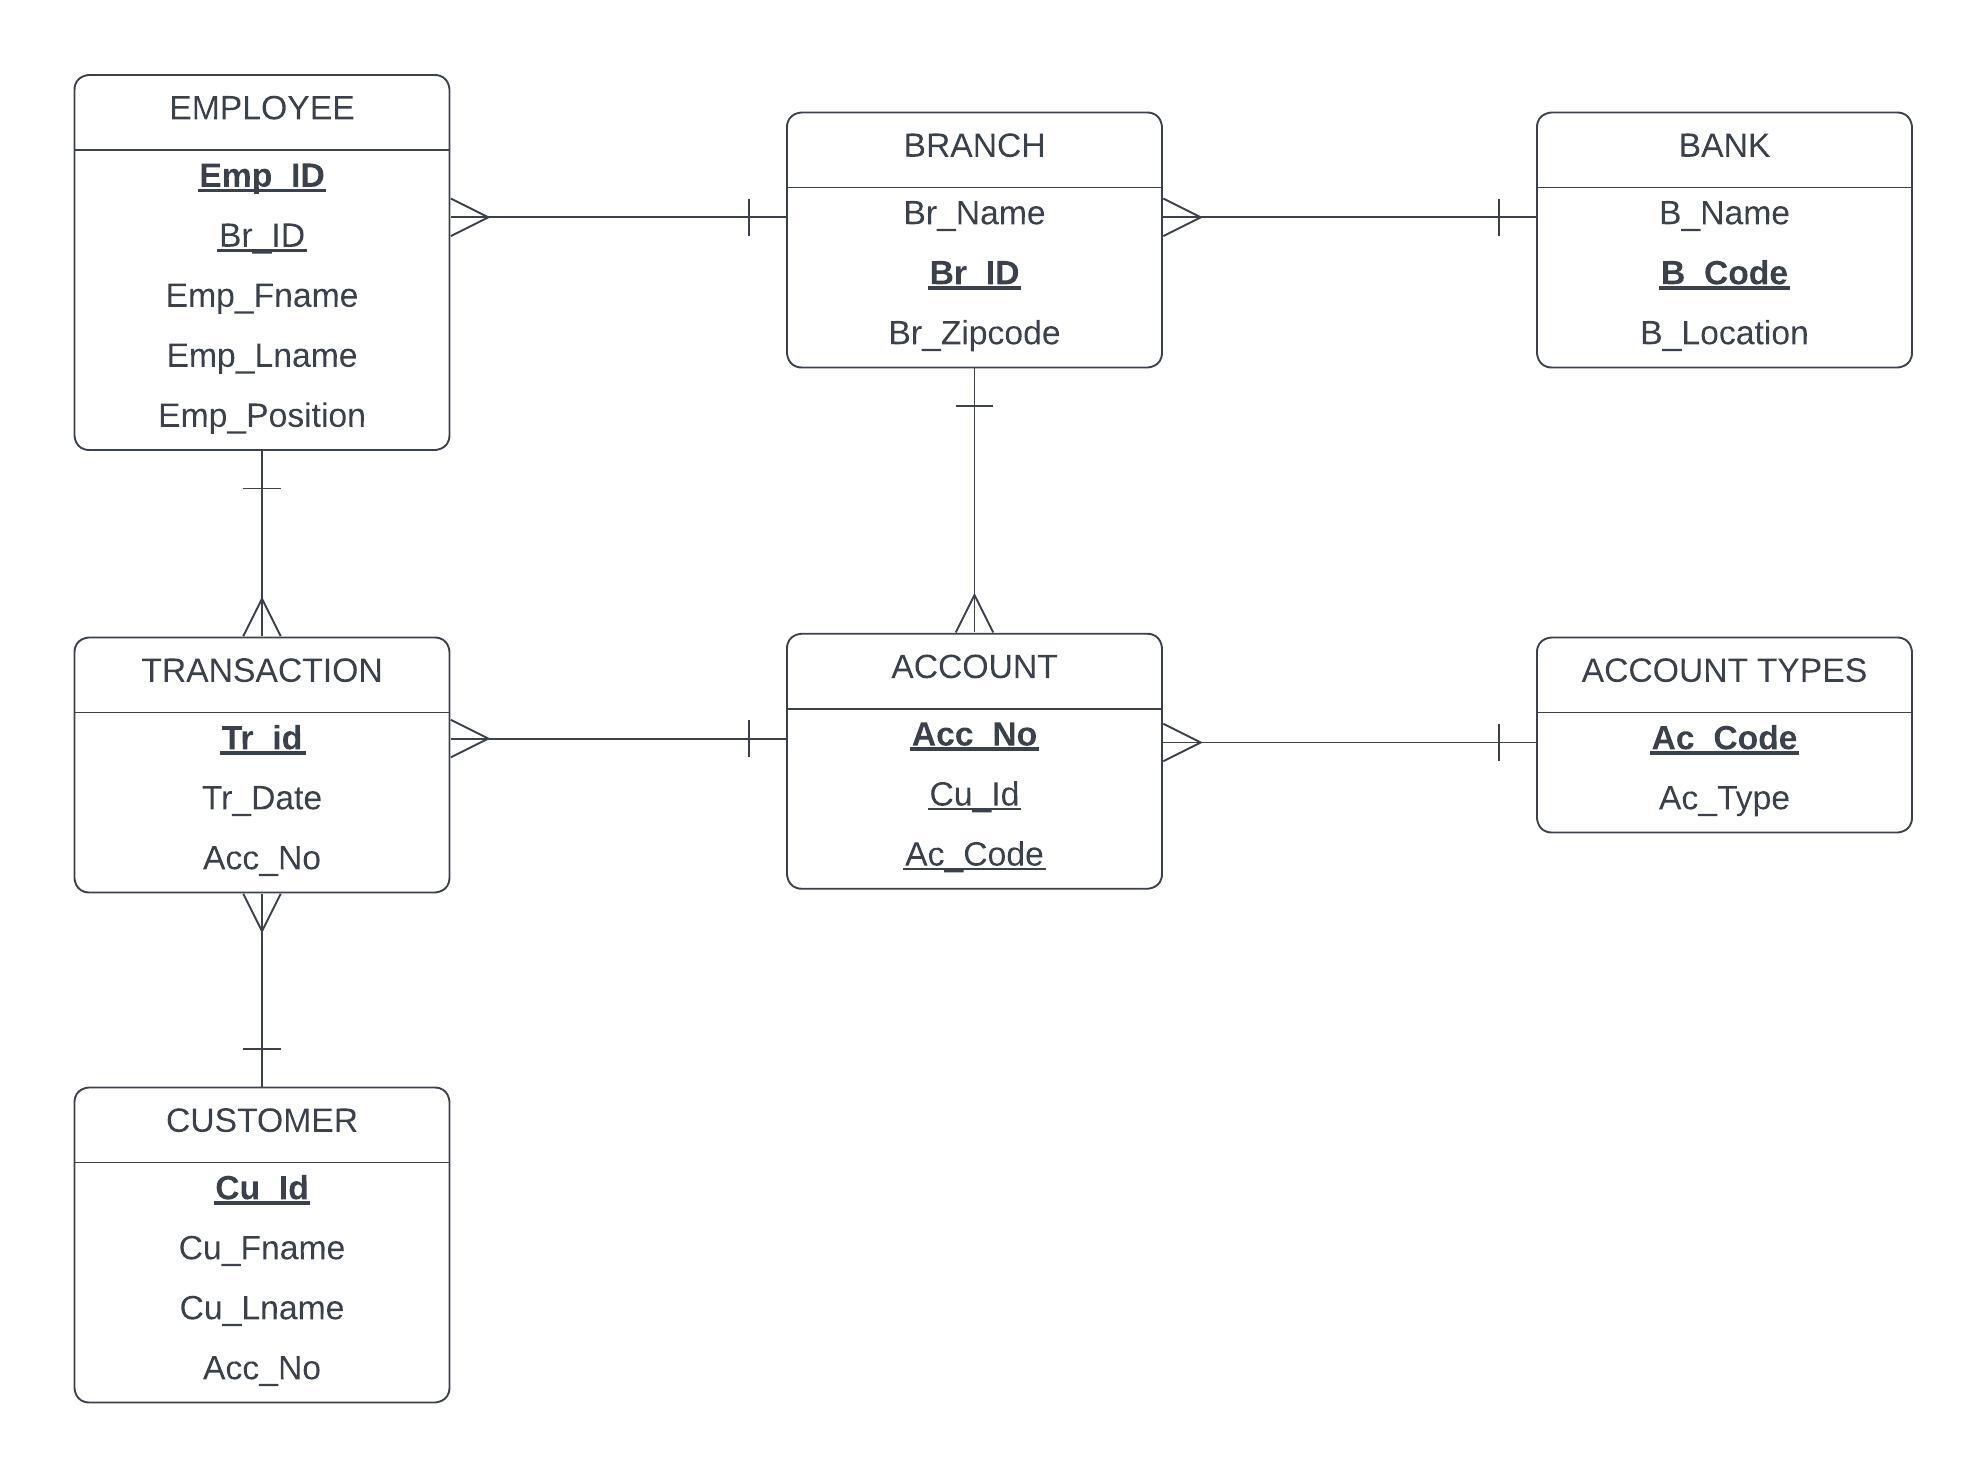 EMPLOYEE
Emp_ID
Br_ID
Emp_Fname
Emp_Lname
Emp_Position
BRANCH
Br_Name
Br_ID
Br_Zipcode
BANK
B_Name
B_Code
B_Location
TRANSACTION
Tr_id
Tr_Date
Acc_No
ACCOUNT
Acc_No
Cu_Id
Ac_Code
ACCOUNT TYPES
Ac_Code
Ac_Type
CUSTOMER
Cu_Id
Cu_Fname
Cu_Lname
Acc_No